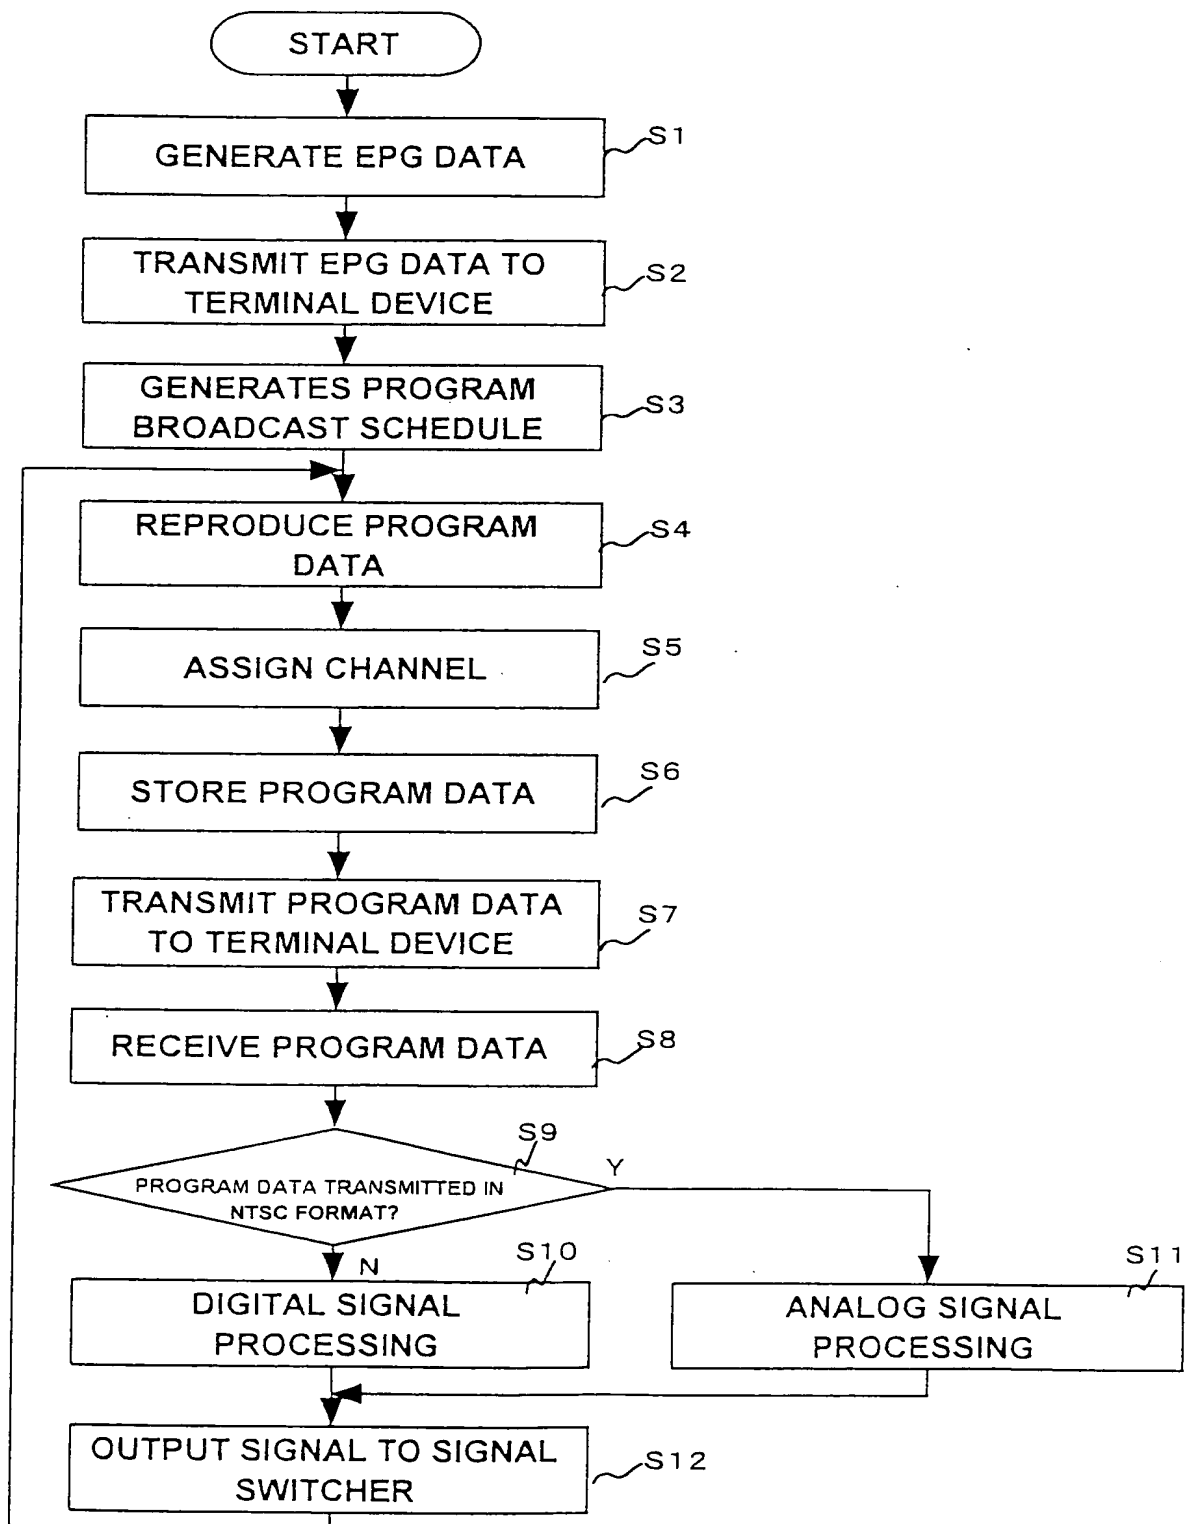 START
GENERATE EPG DATA
S1
TRANSMIT EPG DATA TO
TERMINAL DEVICE
S2
GENERATES PROGRAM
BROADCAST SCHEDULE
S3
REPRODUCE PROGRAM
DATA
S4
ASSIGN CHANNEL
S5
STORE PROGRAM DATA
S6
TRANSMIT PROGRAM DATA
TO TERMINAL DEVICE
S7
RECEIVE PROGRAM DATA
S8
S9
PROGRAM DATA TRANSMITTED IN
NTSC FORMAT?
Y
N
S10
DIGITAL SIGNAL
PROCESSING
S11
ANALOG SIGNAL
PROCESSING
OUTPUT SIGNAL TO SIGNAL
SWITCHER
S12